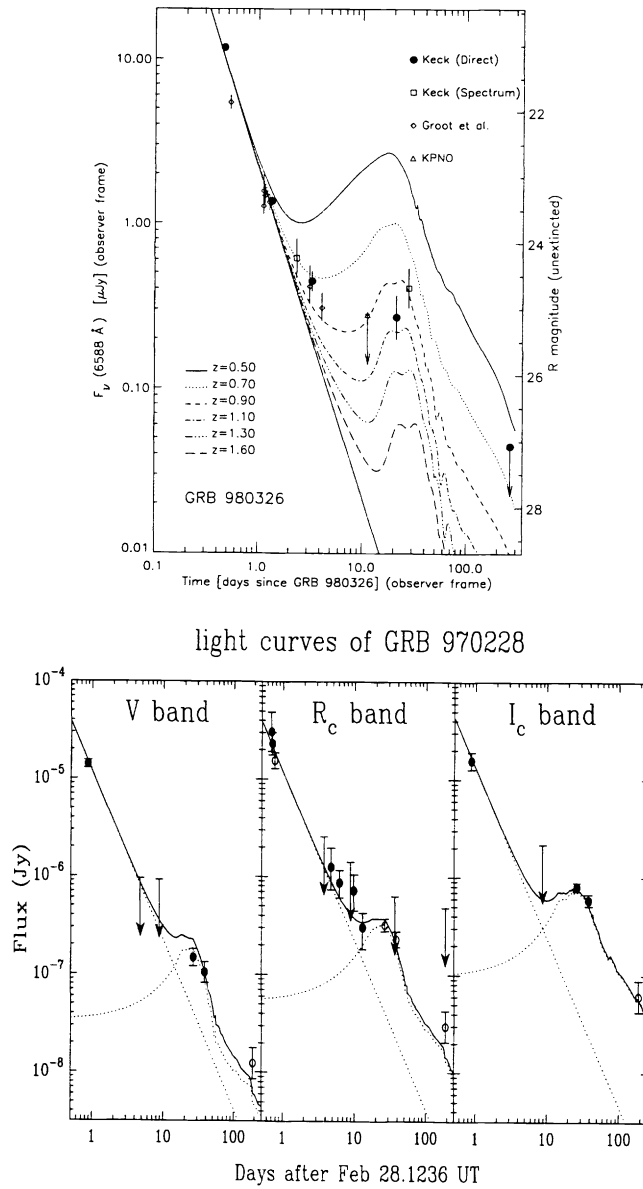 10.00
1.00
0.10
0.01
F_ν (6588 Å) [μJy] (observer frame)
● Keck (Direct)
□ Keck (Spectrum)
◇ Groot et al.
△ KPNO
22
24
26
28
R magnitude (unextincted)
z=0.50
z=0.70
z=0.90
z=1.10
z=1.30
z=1.60
GRB 980326
0.1 1.0 10.0 100.0
Time [days since GRB 980326] (observer frame)
light curves of GRB 970228
V band
R_c band
I_c band
10^-4
10^-5
10^-6
10^-7
10^-8
Flux (Jy)
1 10 100 1 10 100 1 10 100
Days after Feb 28.1236 UT